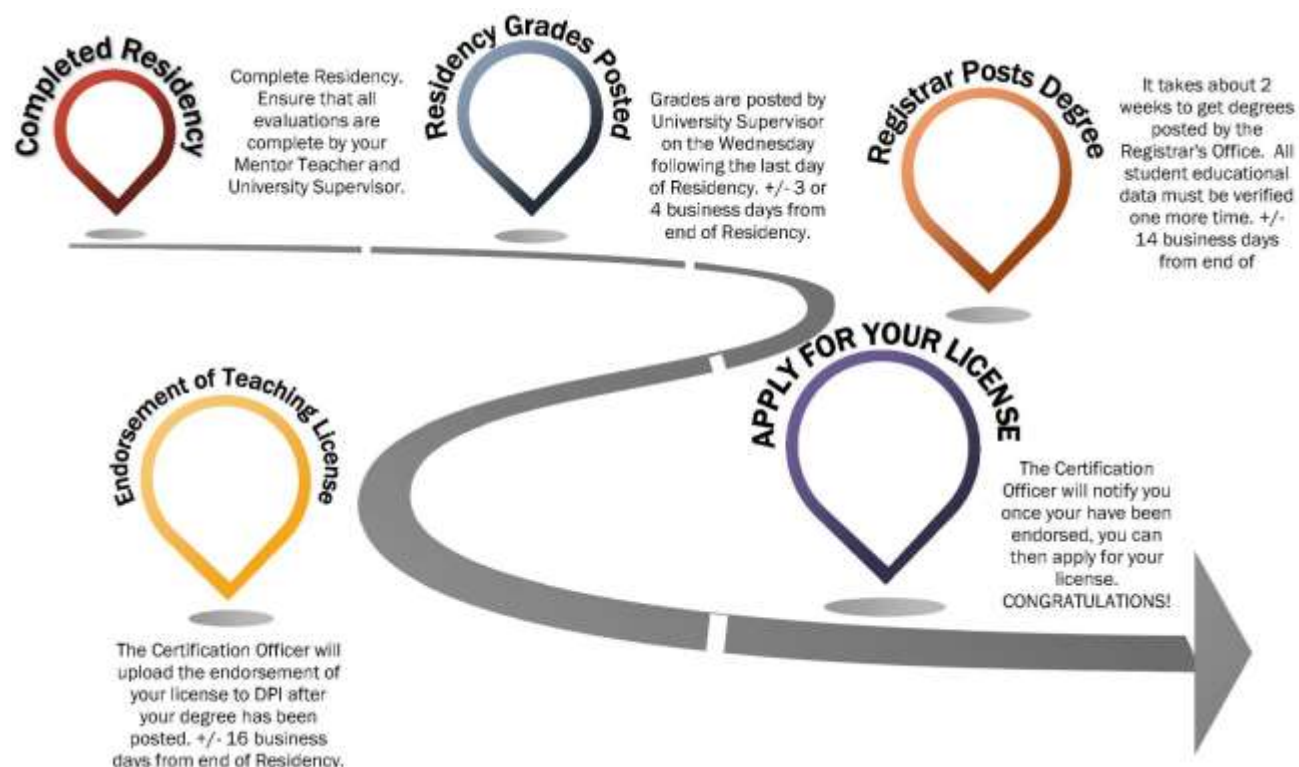 Completed Residency
Complete Residency.
Ensure that all
evaluations are
complete by your
Mentor Teacher and
University Supervisor.
Residency Grades Posted
Grades are posted by
University Supervisor
on the Wednesday
following the last day
of Residency. +/- 3 or
4 business days from
end of Residency.
Registrar Posts Degree
It takes about 2
weeks to get degrees
posted by the
Registrar's Office. All
student educational
data must be verified
one more time. +/-
14 business days
from end of
Endorsement of Teaching License
The Certification Officer will
upload the endorsement of
your license to DPI after
your degree has been
posted. +/- 16 business
days from end of Residency.
APPLY FOR YOUR LICENSE
The Certification
Officer will notify you
once your have been
endorsed, you can
then apply for your
license.
CONGRATULATIONS!